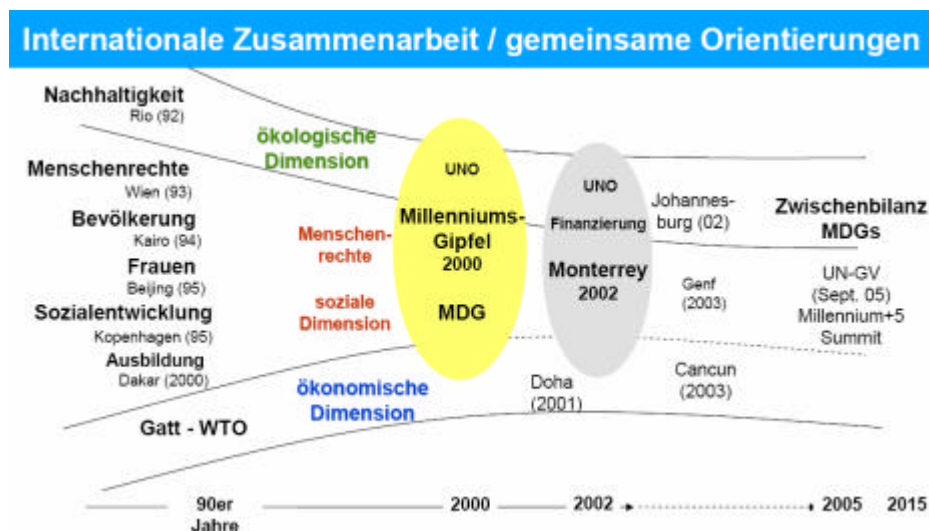 Internationale Zusammenarbeit / gemeinsame Orientierungen
Nachhaltigkeit
Rio (92)
ökologische
Dimension
Menschenrechte
Wien (93)
Bevölkerung
Kairo (94)
Frauen
Beijing (95)
Sozialentwicklung
Kopenhagen (95)
Ausbildung
Dakar (2000)
Gatt - WTO
Menschen-
rechte
soziale
Dimension
ökonomische
Dimension
UNO
Millenniums-
Gipfel
2000
MDG
UNO
Finanzierung
Monterrey
2002
Doha
(2001)
Johannes-
burg (02)
Genf
(2003)
Cancun
(2003)
Zwischenbilanz
MDGs
UN-GV
(Sept. 05)
Millennium+5
Summit
90er
Jahre
2000
2002
2005
2015